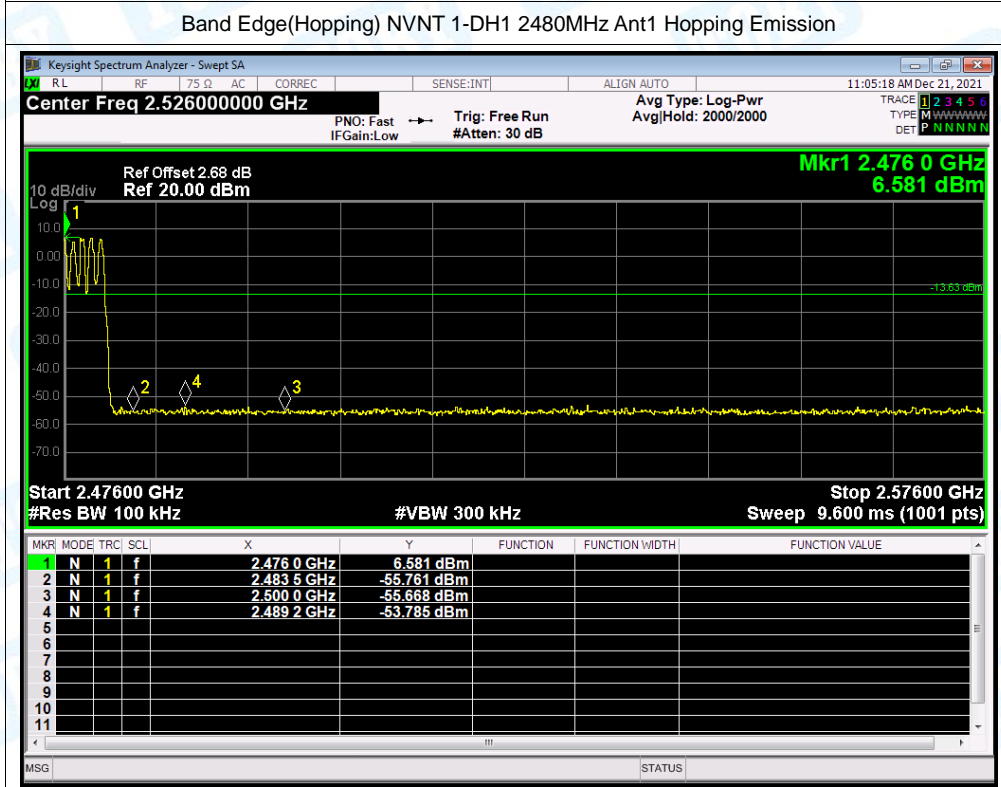 Band Edge(Hopping) NVNT 1-DH1 2480MHz Ant1 Hopping Emission
Keysight Spectrum Analyzer - Swept SA
LXI RL RF 75 Ω AC CORREC SENSE:INT ALIGN AUTO 11:05:18 AM Dec 21, 2021
Center Freq 2.526000000 GHz Avg Type: Log-Pwr TRACE 1 2 3 4 5 6
PNO: Fast Trig: Free Run Avg|Hold: 2000/2000 TYPE M WWWWW
IFGain:Low #Atten: 30 dB DET P N N N N N
Mkr1 2.476 0 GHz
Ref Offset 2.68 dB
10 dB/div Ref 20.00 dBm 6.581 dBm
Log
1
10.0
0.00
-10.0
-13.63 dBm
-20.0
-30.0
-40.0
2 4 3
-50.0
-60.0
-70.0
Start 2.47600 GHz Stop 2.57600 GHz
#Res BW 100 kHz #VBW 300 kHz Sweep 9.600 ms (1001 pts)
MKR MODE TRC SCL X Y FUNCTION FUNCTION WIDTH FUNCTION VALUE
1 N 1 f 2.476 0 GHz 6.581 dBm
2 N 1 f 2.483 5 GHz -55.761 dBm
3 N 1 f 2.500 0 GHz -55.668 dBm
4 N 1 f 2.489 2 GHz -53.785 dBm
5
6
7
8
9
10
11
MSG STATUS